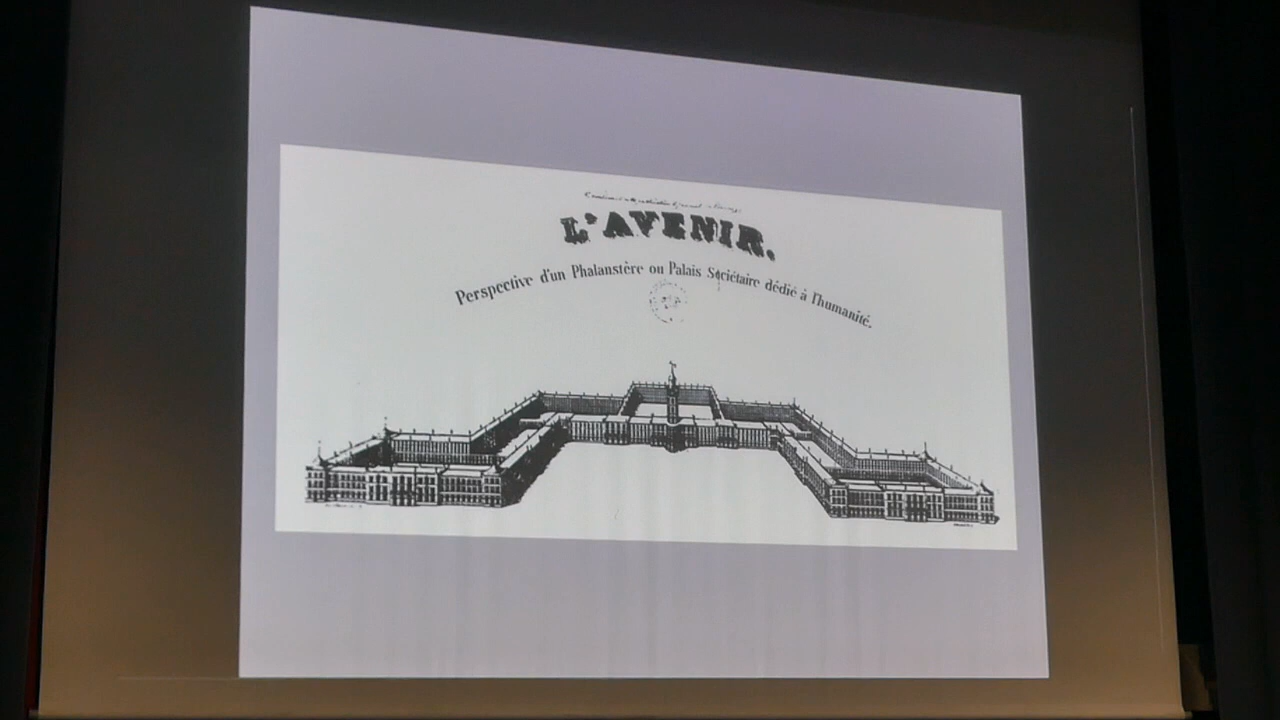 L'AVENIR.
Perspective d'un Phalanstère ou Palais Sociétaire dédié à l'humanité.